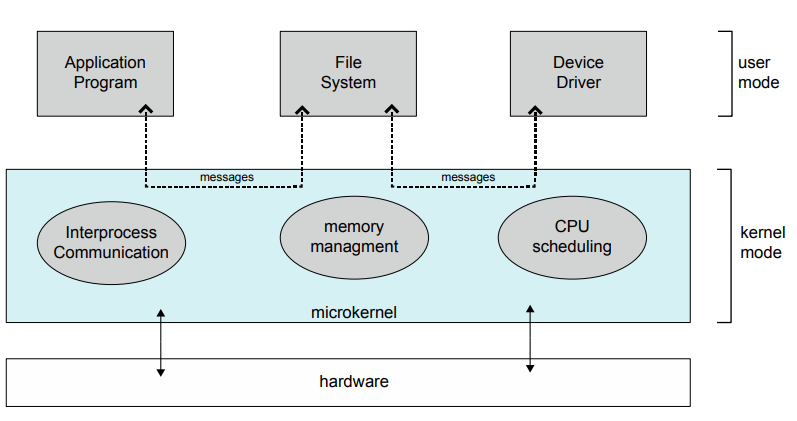 Application
Program
File
System
Device
Driver
user
mode
messages
messages
Interprocess
Communication
memory
managment
CPU
scheduling
kernel
mode
microkernel
hardware